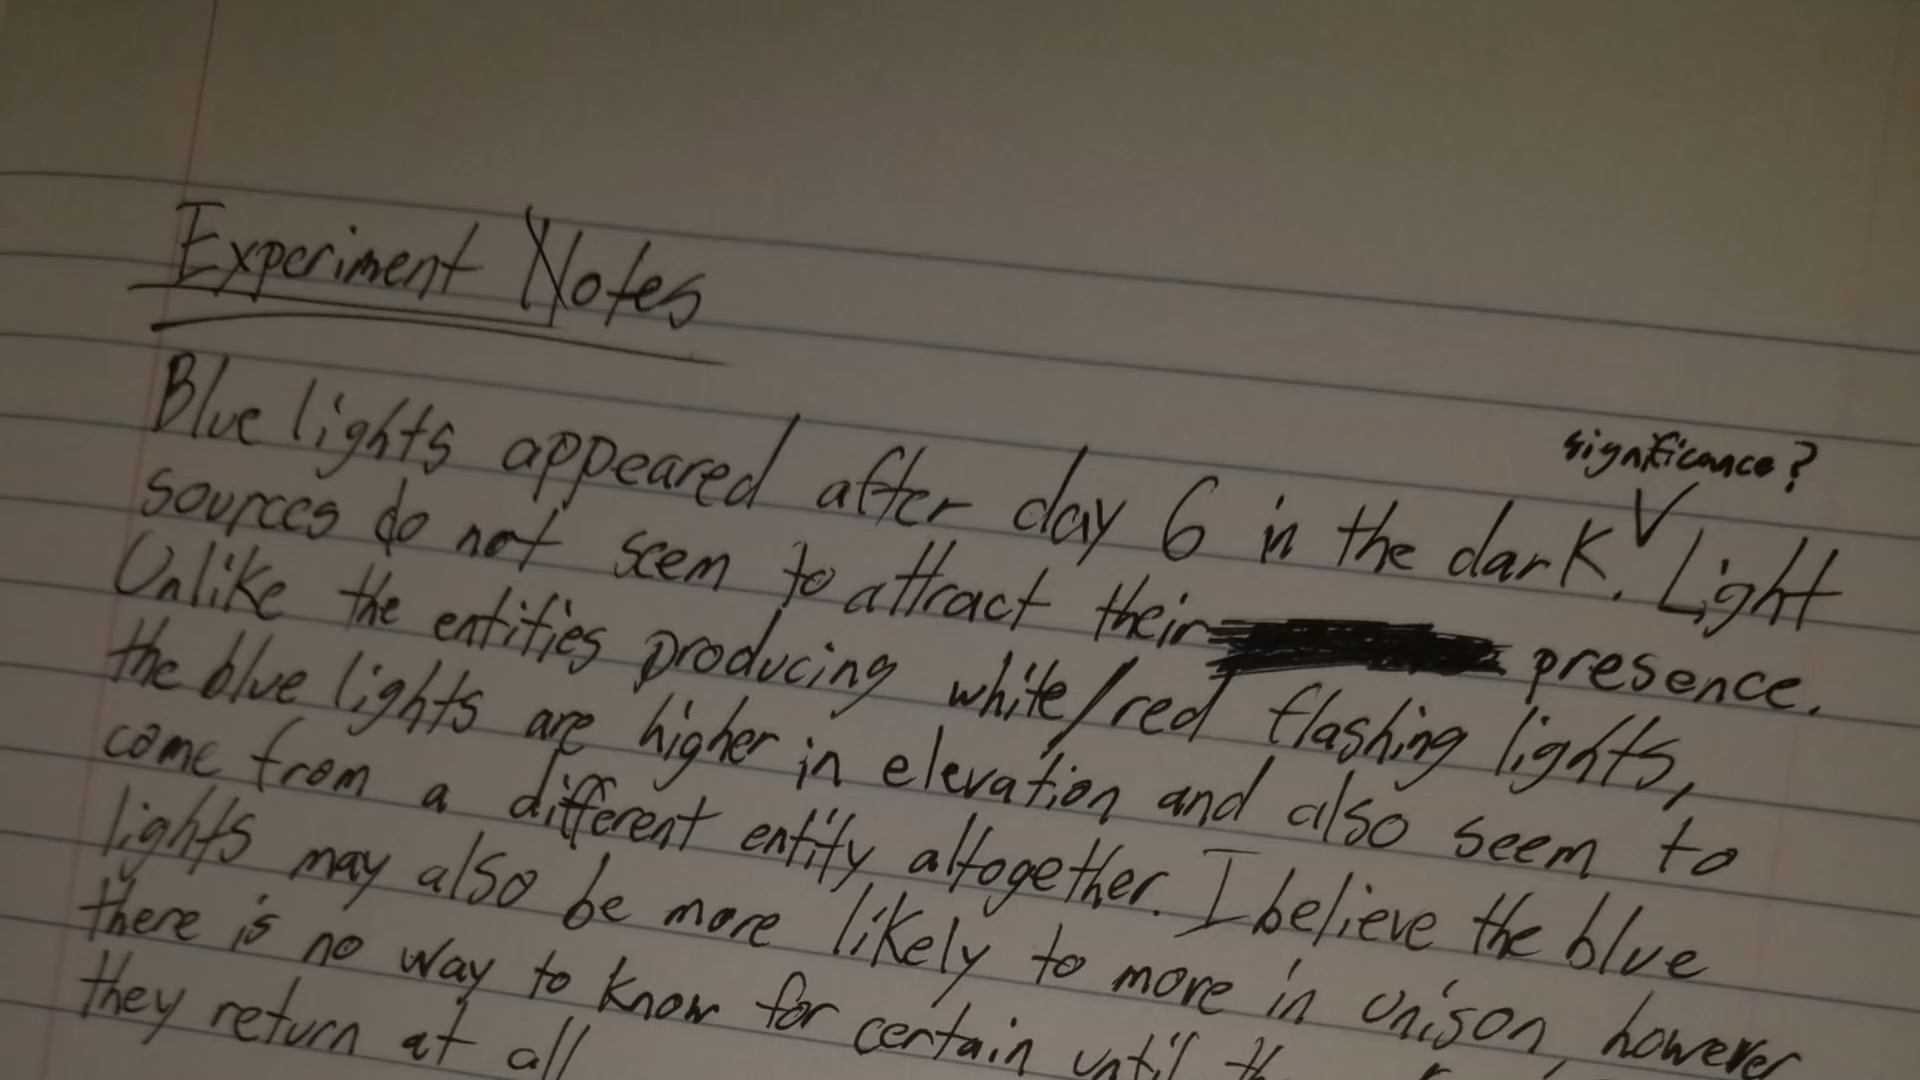 Experiment Notes
significance?
Blue lights appeared after day 6 in the dark. Light
sources do not seem to attract their presence.
Unlike the entities producing white/red flashing lights,
the blue lights are higher in elevation and also seem to
come from a different entity altogether. I believe the blue
lights may also be more likely to more in unison, however
there is no way to know for certain until
they return at all